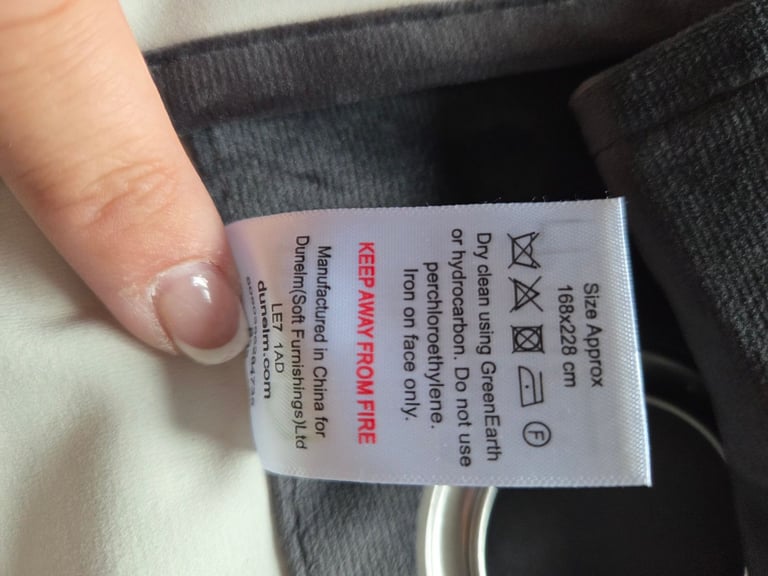 Size Approx
168x228 cm
F
Dry clean using GreenEarth
or hydrocarbon. Do not use
perchloroethylene.
Iron on face only.
KEEP AWAY FROM FIRE
Manufactured in China for
Dunelm(Soft Furnishings)Ltd
LE7 1AD
dunelm.com